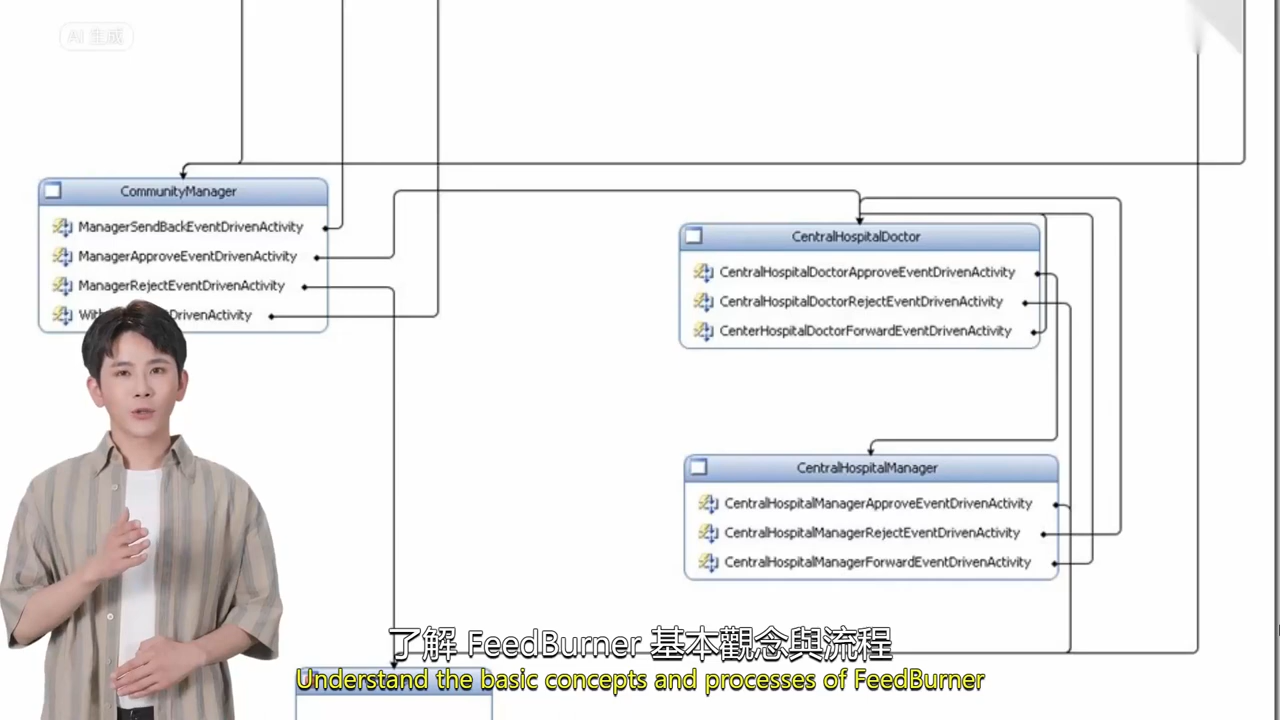 AI 生成
CommunityManager
ManagerSendBackEventDrivenActivity
ManagerApproveEventDrivenActivity
ManagerRejectEventDrivenActivity
DrivenActivity
CentralHospitalDoctor
CentralHospitalDoctorApproveEventDrivenActivity
CentralHospitalDoctorRejectEventDrivenActivity
CenterHospitalDoctorForwardEventDrivenActivity
CentralHospitalManager
CentralHospitalManagerApproveEventDrivenActivity
CentralHospitalManagerRejectEventDrivenActivity
CentralHospitalManagerForwardEventDrivenActivity
了解 FeedBurner 基本觀念與流程
Understand the basic concepts and processes of FeedBurner